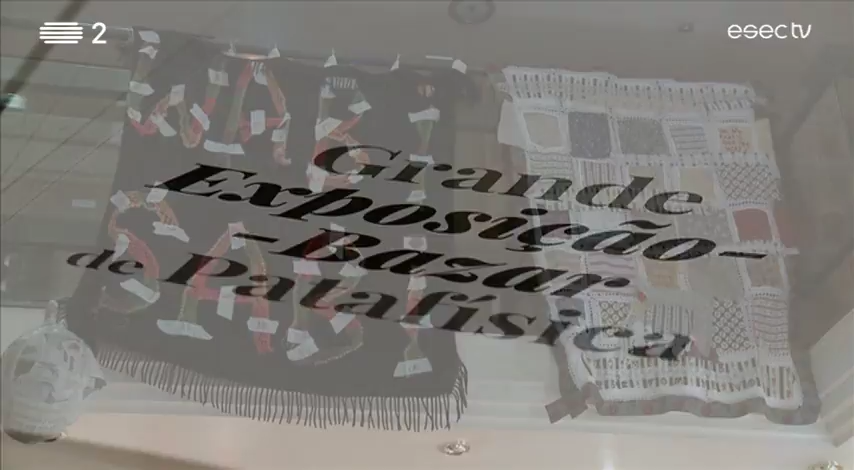 2
esec tv
Grande
Exposição-
-Bazar
de Patafísica